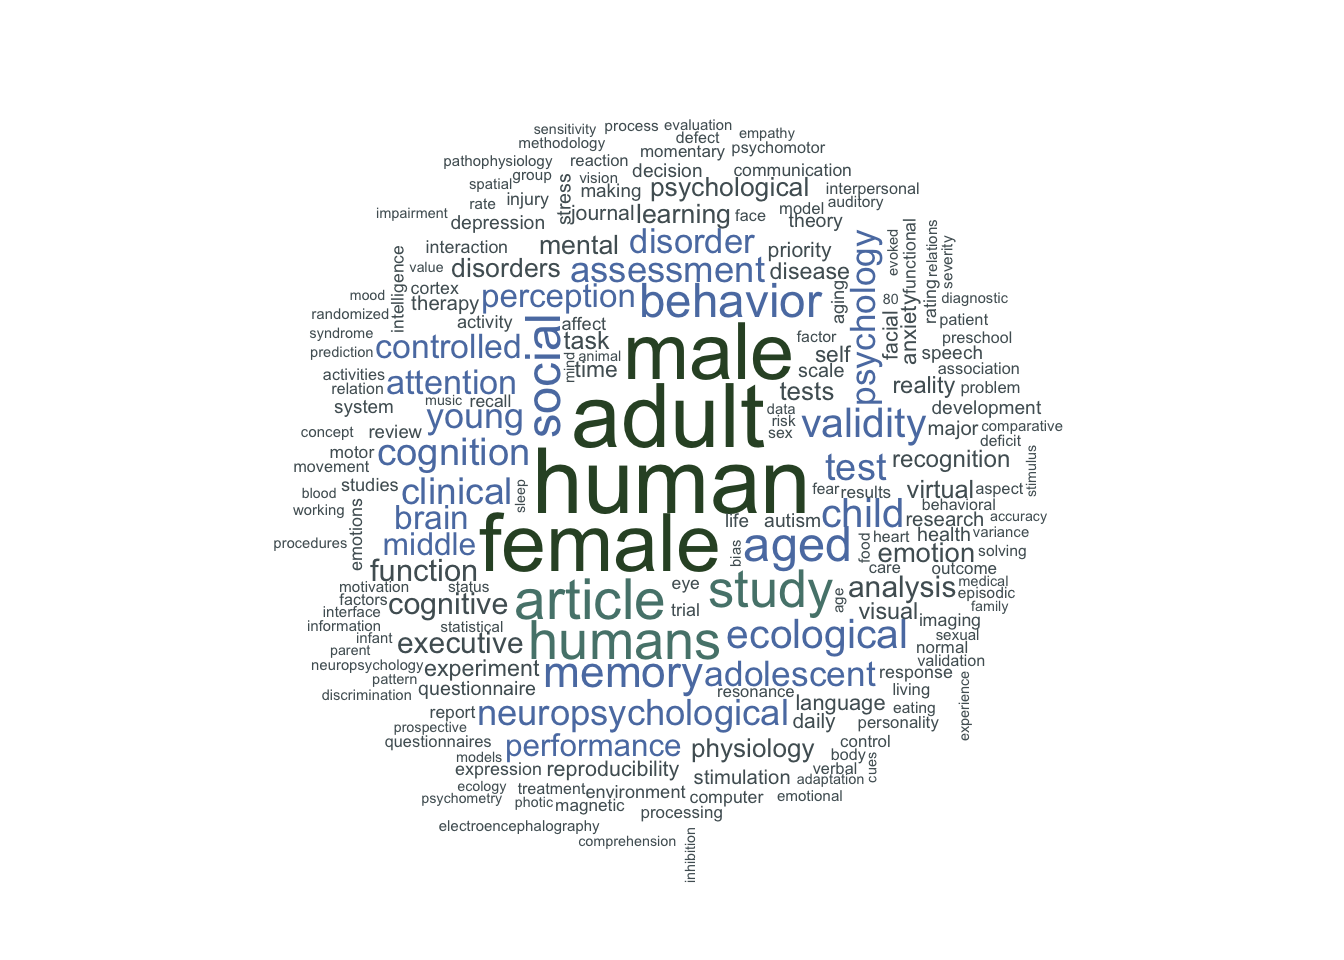 sensitivity process evaluation
defect empathy
methodology momentary psychomotor
pathophysiology reaction decision communication
group vision
spatial making psychological interpersonal
rate injury stress model auditory
impairment depression journal learning face theory
interaction mental disorder priority psychology evoked functional relations severity
intelligence value disorders assessment disease
mood cortex perception behavior aging 80 rating diagnostic
randomized therapy facial anxiety patient
syndrome activity social affect male factor preschool
prediction controlled task self speech
mind animal association
activities attention time scale reality problem
relation music recall adult tests
system young data validity development
concept review risk major comparative
sex deficit
motor cognition human test recognition stimulus
movement studies clinical sleep fear results virtual aspect
blood behavioral
working brain life autism child research accuracy
procedures emotions middle female bias aged food heart health variance
function emotion solving
motivation status eye care outcome
study analysis medical
factors cognitive article age episodic
interface trial visual family
information statistical humans ecological imaging
infant executive sexual
parent normal
neuropsychology experiment memory adolescent response validation
pattern
discrimination questionnaire resonance living experience
report neuropsychological language eating
prospective daily personality
questionnaires performance physiology control
models body
expression reproducibility stimulation verbal cues
adaptation
ecology treatment environment computer emotional
psychometry photic magnetic processing
electroencephalography
comprehension inhibition